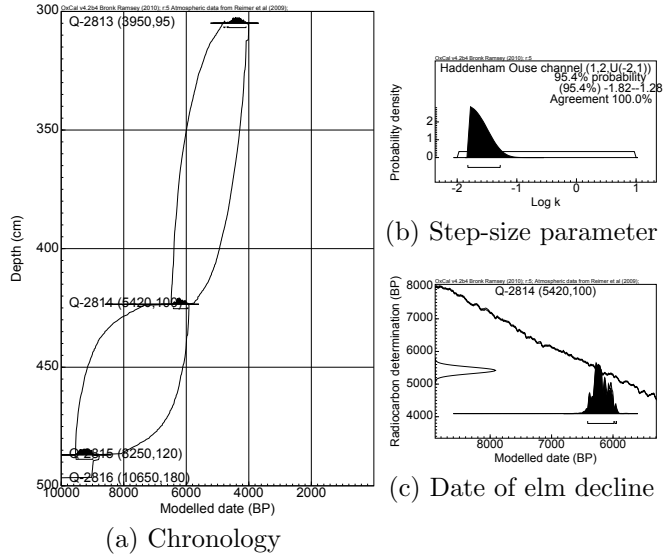 OxCal v4.2b4 Bronk Ramsey (2010); r:5 Atmospheric data from Reimer et al (2009);
300
Q-2813 (3950,95)
350
400
Q-2814 (5420,100)
450
Q-2815 (8250,120)
Q-2816 (10650,180)
500
Depth (cm)
10000
8000
6000
4000
2000
Modelled date (BP)
(a) Chronology
OxCal v4.2b4 Bronk Ramsey (2010); r:5
Haddenham Ouse channel (1,2,U(-2,1))
95.4% probability
(95.4%) -1.82--1.28
Agreement 100.0%
Probability density
2
1
0
-2
-1
0
1
Log k
(b) Step-size parameter
OxCal v4.2b4 Bronk Ramsey (2010); r:5; Atmospheric data from Reimer et al (2009);
Q-2814 (5420,100)
Radiocarbon determination (BP)
8000
7000
6000
5000
4000
8000
7000
6000
Modelled date (BP)
(c) Date of elm decline